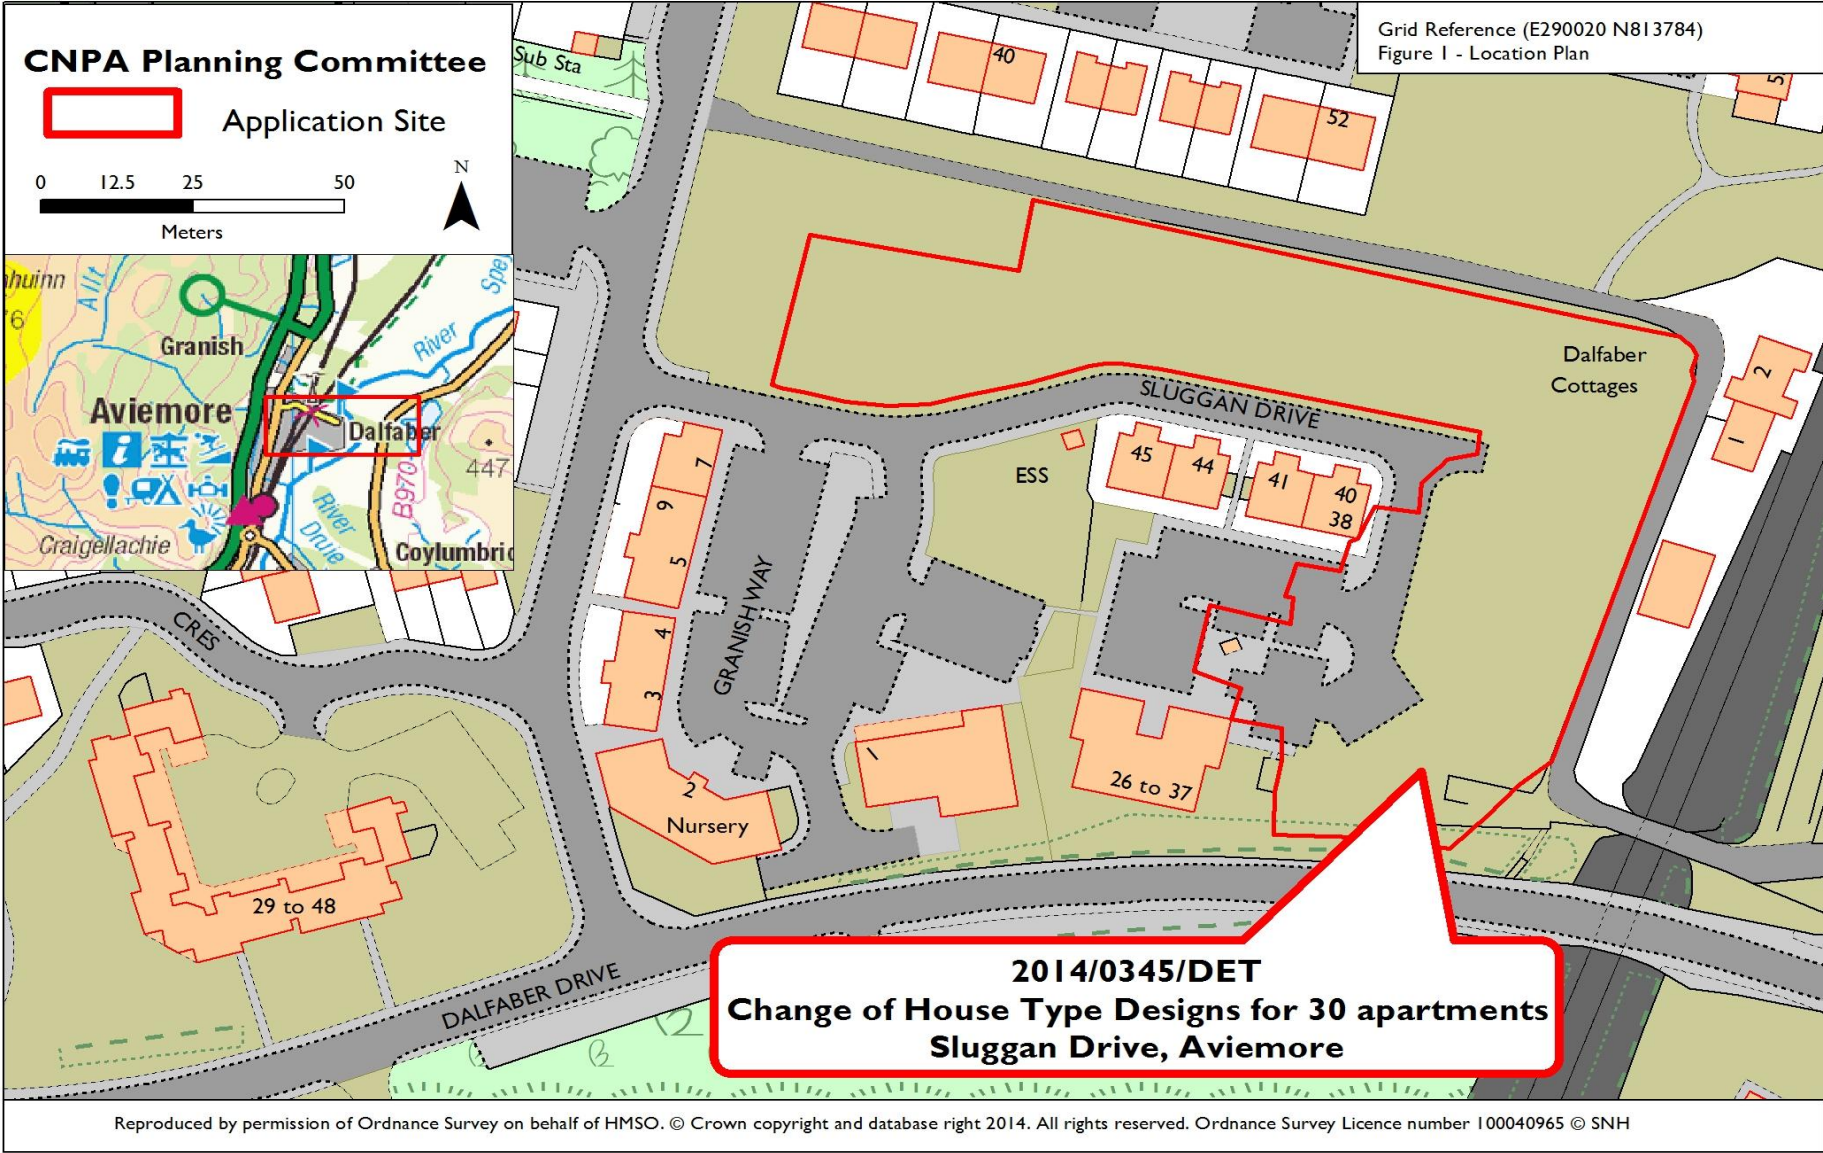 CNPA Planning Committee
Application Site
0 12.5 25 50
Meters
N
Grid Reference (E290020 N813784)
Figure 1 - Location Plan
Sub Sta
40
52
5
nhuinn
76
Allt
Granish
River
Spey
Aviemore
Dalfaber
447
B970
River
Druie
Craigellachie
Coylumbri
Dalfaber
Cottages
2
1
SLUGGAN DRIVE
ESS
45
44
41
40
38
7
9
5
4
3
GRANISH WAY
CRES
1
26 to 37
2
Nursery
29 to 48
DALFABER DRIVE
2014/0345/DET
Change of House Type Designs for 30 apartments
Sluggan Drive, Aviemore
Reproduced by permission of Ordnance Survey on behalf of HMSO. © Crown copyright and database right 2014. All rights reserved. Ordnance Survey Licence number 100040965 © SNH